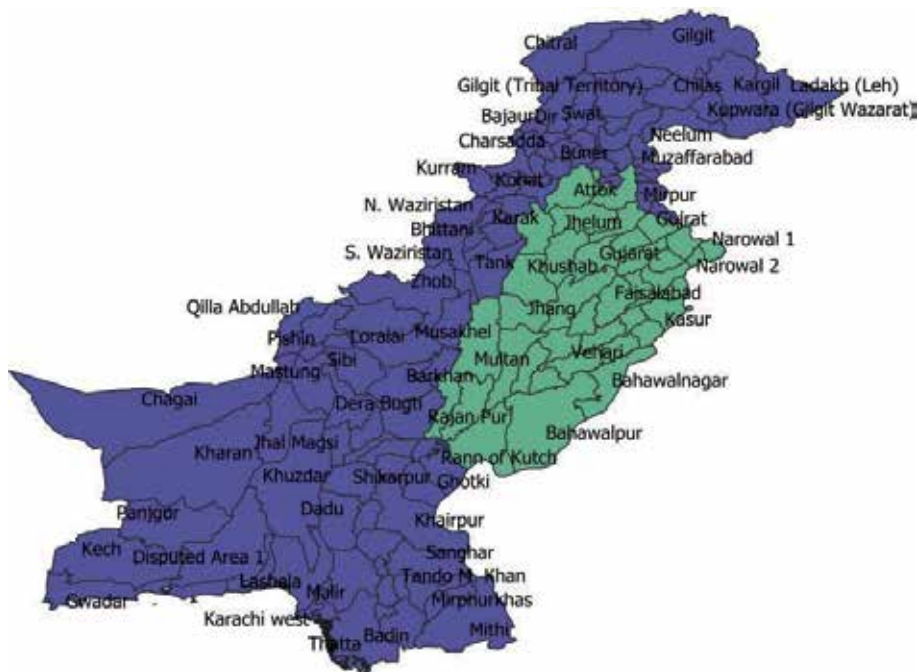 Gilgit
Chitral
Gilgit (Tribal Territory)
Chilas
Kargil
Ladakh (Leh)
Bajaur
Dir
Swat
Kupwara (Gilgit Wazarat)
Charsadda
Neelum
Buner
Muzaffarabad
Kurram
Kohat
Attok
Mirpur
N. Waziristan
Karak
Jhelum
Gujrat
Bhittani
Narowal 1
S. Waziristan
Tank
Khushab
Gujarat
Narowal 2
Zhob
Faisalabad
Qilla Abdullah
Jhang
Kasur
Pishin
Loralai
Musakhel
Sibi
Multan
Vehari
Mastung
Barkhan
Bahawalnagar
Chagai
Dera Bugti
Rajan Pur
Bahawalpur
Kharan
Jhal Magsi
Rann of Kutch
Khuzdar
Shikarpur
Ghotki
Panjgor
Dadu
Khairpur
Kech
Disputed Area 1
Sanghar
Lasbela
Malir
Tando M. Khan
Gwadar
Mirphurkhas
Karachi west
Thatta
Badin
Mithi